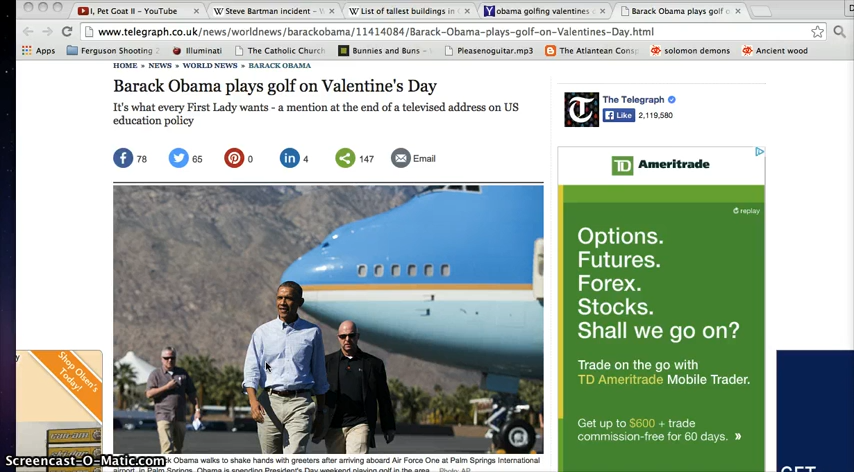 I, Pet Goat II - YouTube
Steve Bartman incident - W
List of tallest buildings in C
obama golfing valentines
Barack Obama plays golf o
www.telegraph.co.uk/news/worldnews/barackobama/11414084/Barack-Obama-plays-golf-on-Valentines-Day.html
Apps
Ferguson Shooting
Illuminati
The Catholic Church
Bunnies and Buns -
Pleasenoguitar.mp3
The Atlantean Cons
solomon demons
Ancient wood
HOME » NEWS » WORLD NEWS » BARACK OBAMA
Barack Obama plays golf on Valentine's Day
It's what every First Lady wants - a mention at the end of a televised address on US
education policy
78
65
0
4
147
Email
The Telegraph
Like
2,119,580
TD Ameritrade
replay
Options.
Futures.
Forex.
Stocks.
Shall we go on?
Trade on the go with
TD Ameritrade Mobile Trader.
Get up to $600 + trade
commission-free for 60 days. »
Shop Olsen's
Today!
GET
Obama walks to shake hands with greeters after arriving aboard Air Force One at Palm Springs International
airport, in Palm Springs. Obama is spending President's Day weekend playing golf in the area Photo: AP
Screencast-O-Matic.com